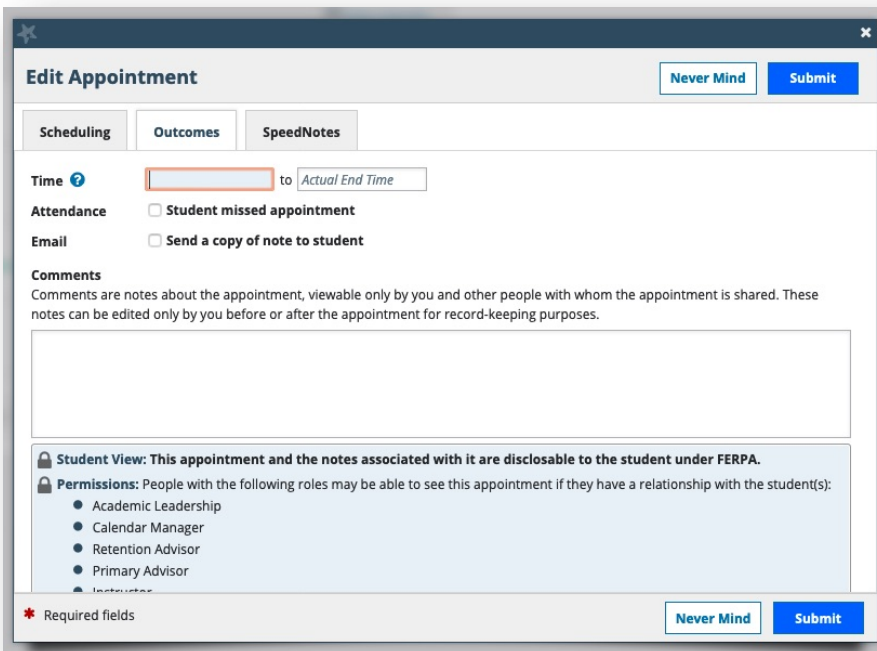 Edit Appointment
Never Mind
Submit
Scheduling
Outcomes
SpeedNotes
Time ?
to
Actual End Time
Attendance
Student missed appointment
Email
Send a copy of note to student
Comments
Comments are notes about the appointment, viewable only by you and other people with whom the appointment is shared. These
notes can be edited only by you before or after the appointment for record-keeping purposes.
Student View: This appointment and the notes associated with it are disclosable to the student under FERPA.
Permissions: People with the following roles may be able to see this appointment if they have a relationship with the student(s):
Academic Leadership
Calendar Manager
Retention Advisor
Primary Advisor
Instructor
* Required fields
Never Mind
Submit